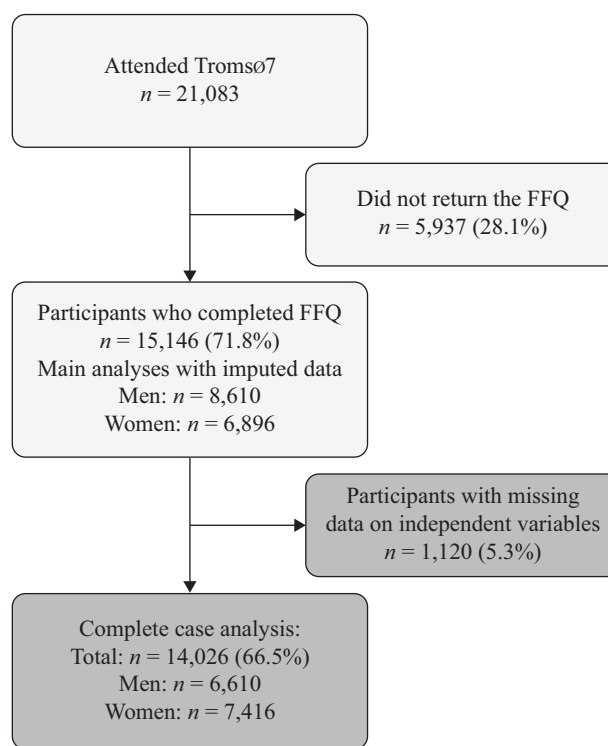 Attended Tromsø7
n = 21,083
Did not return the FFQ
n = 5,937 (28.1%)
Participants who completed FFQ
n = 15,146 (71.8%)
Main analyses with imputed data
Men: n = 8,610
Women: n = 6,896
Participants with missing
data on independent variables
n = 1,120 (5.3%)
Complete case analysis:
Total: n = 14,026 (66.5%)
Men: n = 6,610
Women: n = 7,416